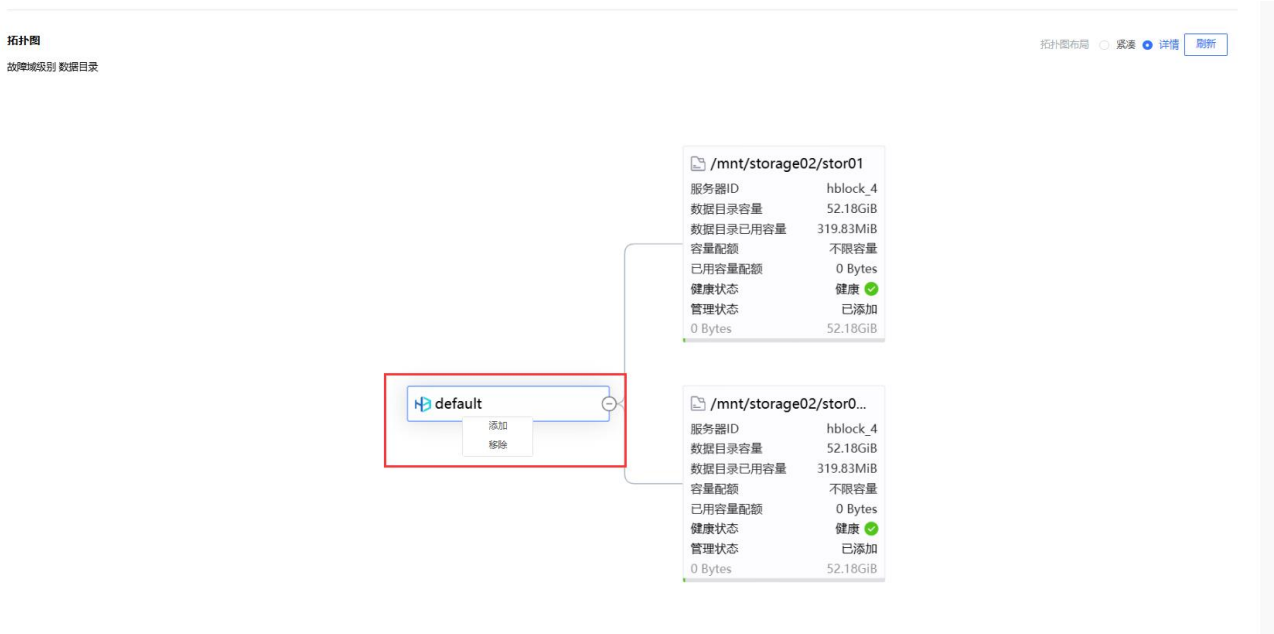 拓扑图
拓扑图布局 紧凑 详情 刷新
故障域级别 数据目录
/mnt/storage02/stor01
服务器ID hblock_4
数据目录容量 52.18GiB
数据目录已用容量 319.83MiB
容量配额 不限容量
已用容量配额 0 Bytes
健康状态 健康
管理状态 已添加
0 Bytes 52.18GiB
default
添加
移除
/mnt/storage02/stor0...
服务器ID hblock_4
数据目录容量 52.18GiB
数据目录已用容量 319.83MiB
容量配额 不限容量
已用容量配额 0 Bytes
健康状态 健康
管理状态 已添加
0 Bytes 52.18GiB